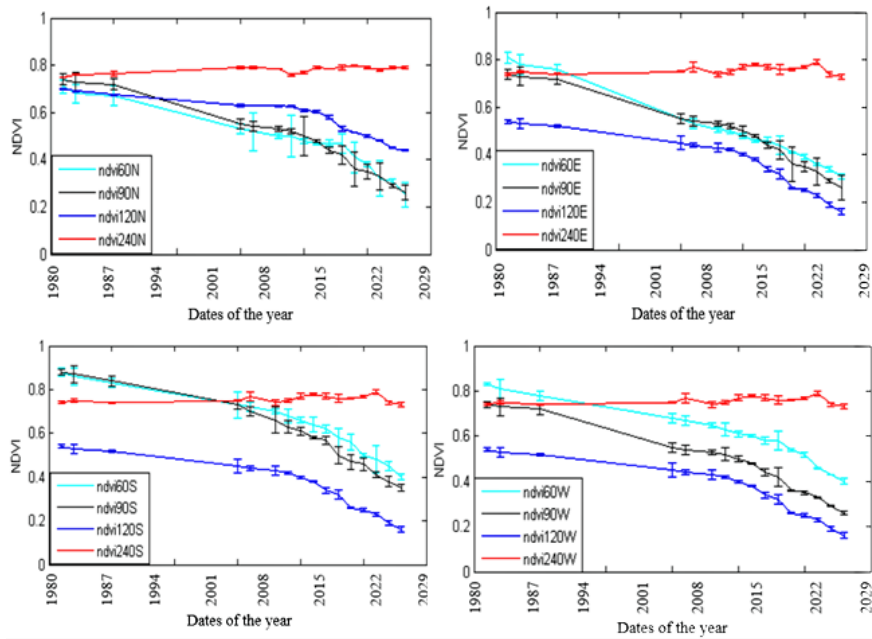 1
0.8
0.6
0.4
0.2
0
NDVI
ndvi60N
ndvi90N
ndvi120N
ndvi240N
1980
1987
1994
2001
2008
2015
2022
2029
Dates of the year
1
0.8
0.6
0.4
0.2
0
NDVI
ndvi60E
ndvi90E
ndvi120E
ndvi240E
1980
1987
1994
2001
2008
2015
2022
2029
Dates of the year
1
0.8
0.6
0.4
0.2
0
NDVI
ndvi60S
ndvi90S
ndvi120S
ndvi240S
1980
1987
1994
2001
2008
2015
2022
2029
Dates of the year
1
0.8
0.6
0.4
0.2
0
NDVI
ndvi60W
ndvi90W
ndvi120W
ndvi240W
1980
1987
1994
2001
2008
2015
2022
2029
Dates of the year